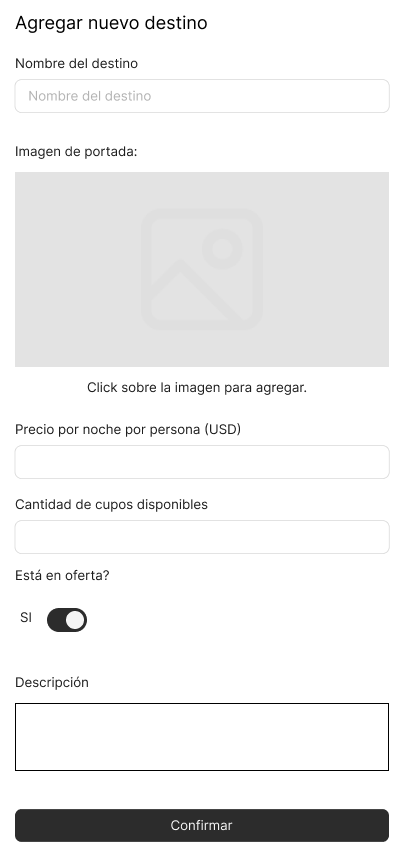 Agregar nuevo destino
Nombre del destino
Nombre del destino
Imagen de portada:
Click sobre la imagen para agregar.
Precio por noche por persona (USD)
Cantidad de cupos disponibles
Está en oferta?
SI
Descripción
Confirmar